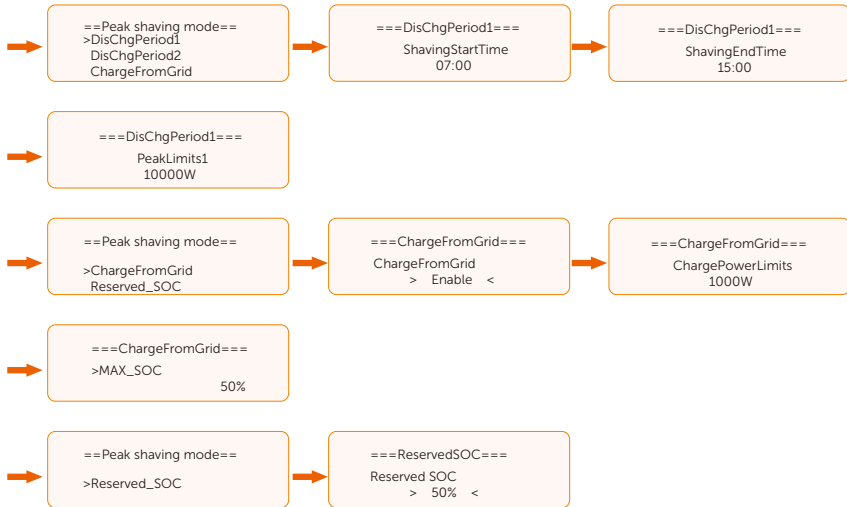 ==Peak shaving mode==
>DisChgPeriod1
DisChgPeriod2
ChargeFromGrid
===DisChgPeriod1===
ShavingStartTime
07:00
===DisChgPeriod1===
ShavingEndTime
15:00
===DisChgPeriod1===
PeakLimits1
10000W
==Peak shaving mode==
>ChargeFromGrid
Reserved_SOC
===ChargeFromGrid===
ChargeFromGrid
> Enable <
===ChargeFromGrid===
ChargePowerLimits
1000W
===ChargeFromGrid===
>MAX_SOC
50%
==Peak shaving mode==
>Reserved_SOC
===ReservedSOC===
Reserved SOC
> 50% <